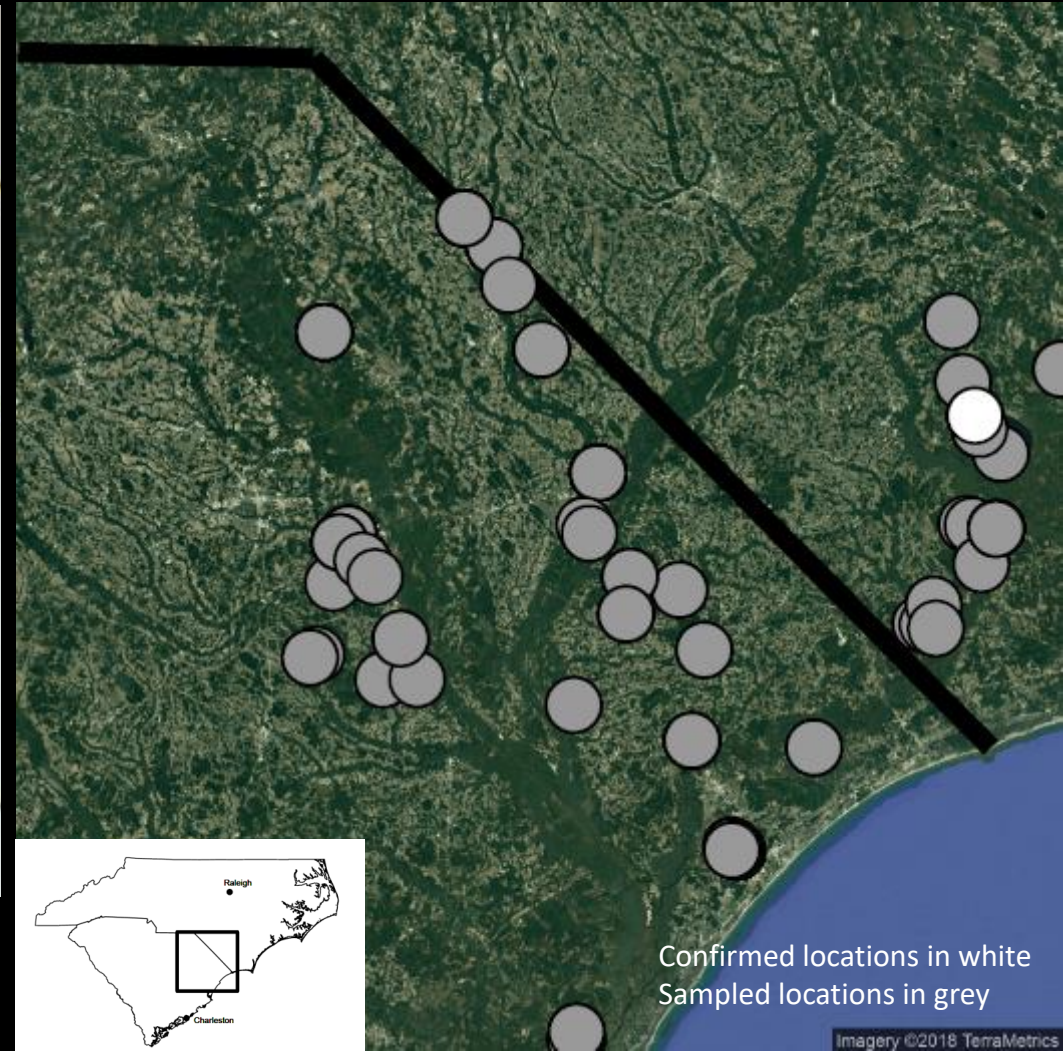 Raleigh
Charleston
Confirmed locations in white
Sampled locations in grey
Imagery ©2018 TerraMetrics